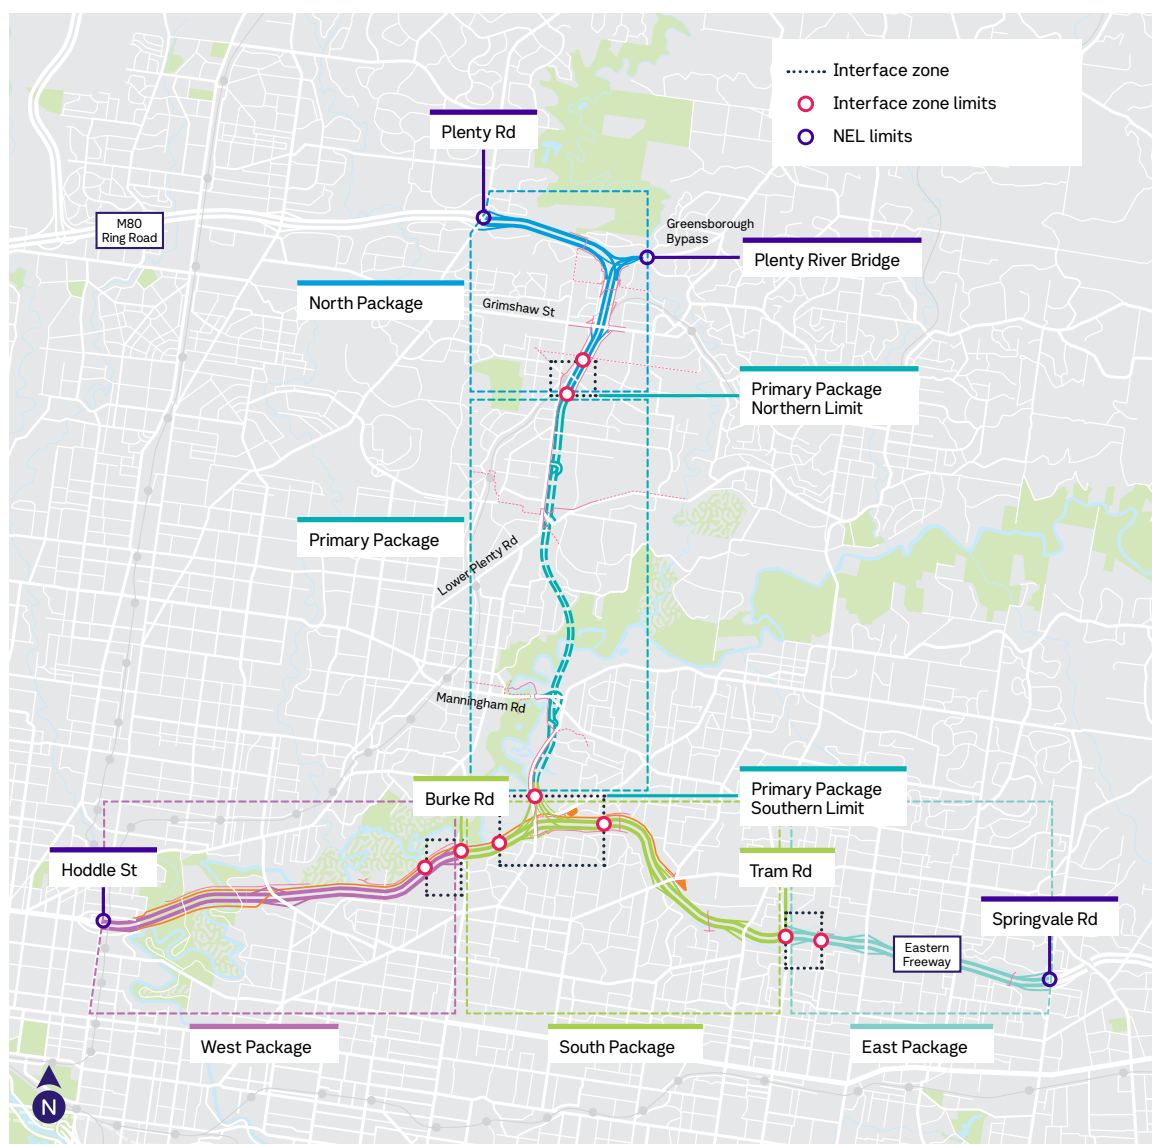 Interface zone
Interface zone limits
NEL limits
Plenty Rd
M80
Ring Road
Greensborough
Bypass
Plenty River Bridge
North Package
Grimshaw St
Primary Package
Northern Limit
Primary Package
Lower Plenty Rd
Manningham Rd
Burke Rd
Primary Package
Southern Limit
Hoddle St
Tram Rd
Springvale Rd
Eastern
Freeway
West Package
South Package
East Package
N